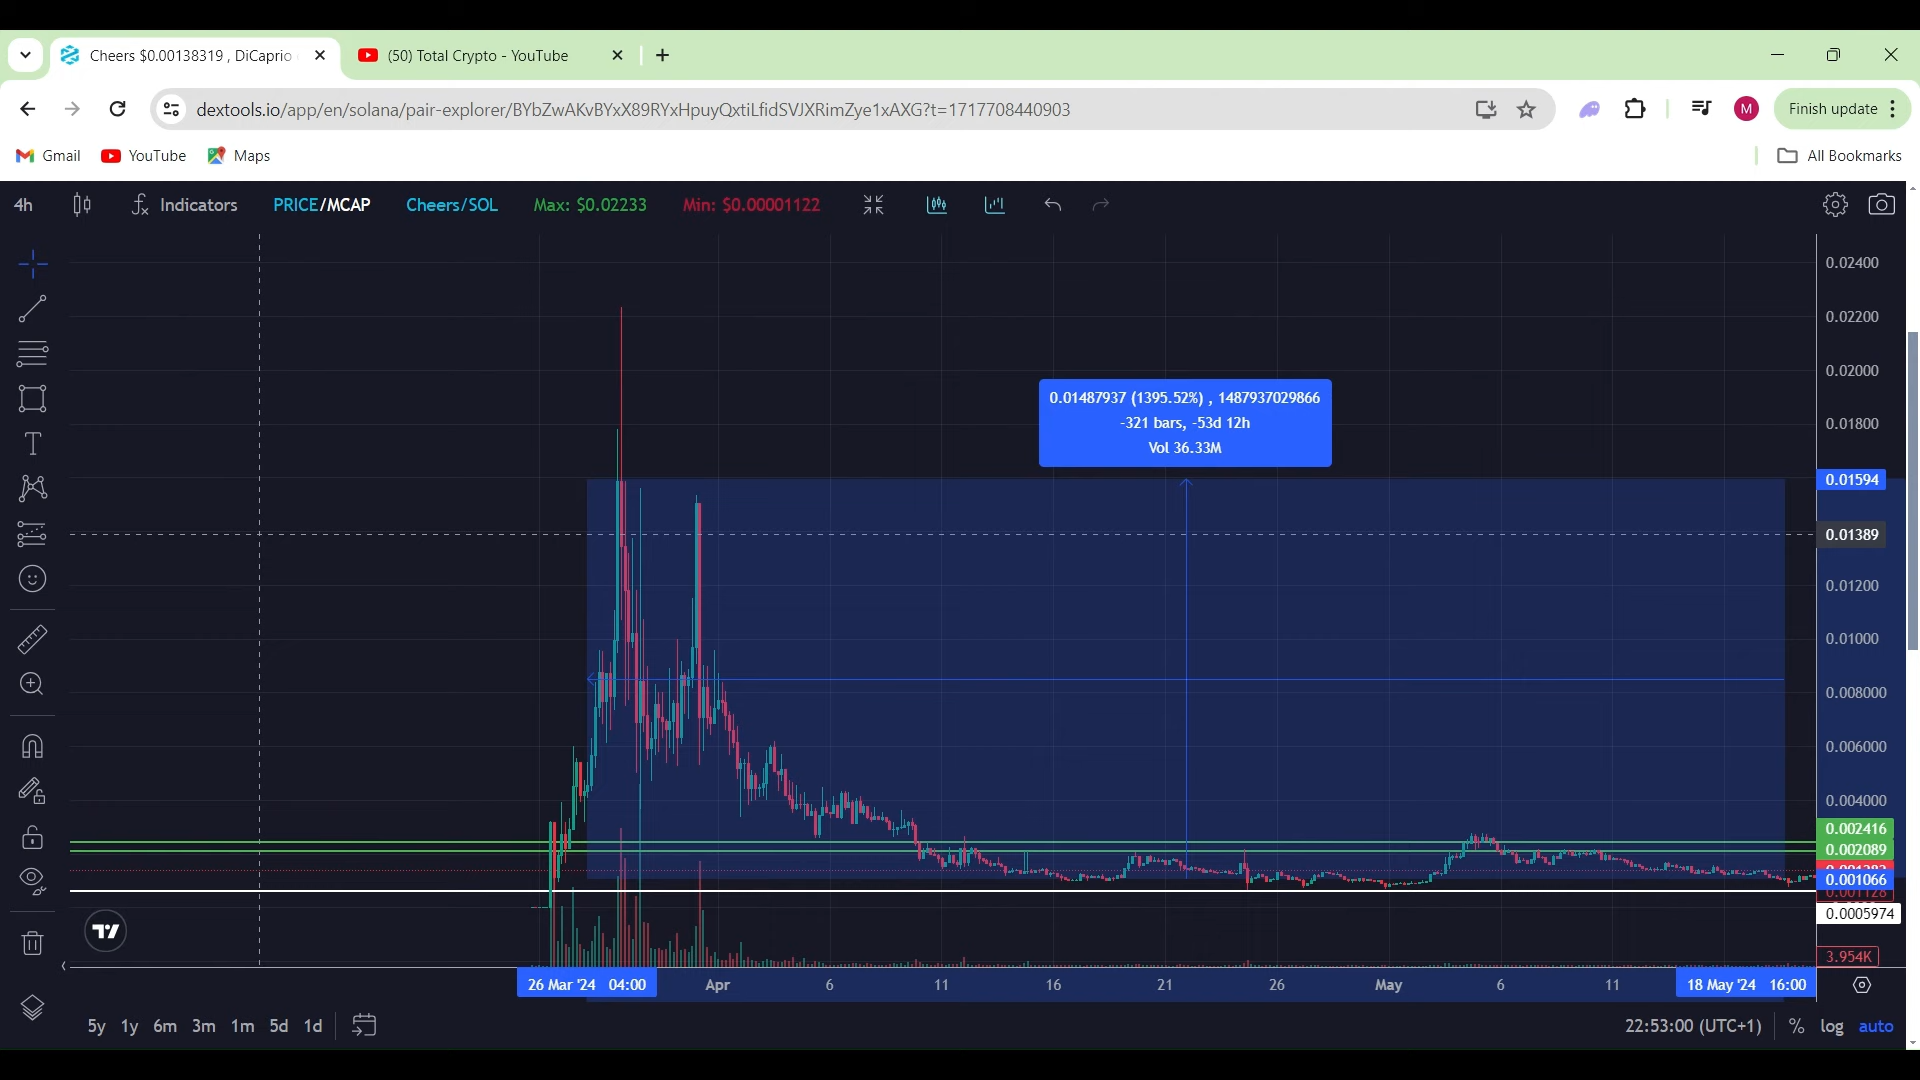 Cheers $0.00138319 , DiCaprio
(50) Total Crypto - YouTube
dextools.io/app/en/solana/pair-explorer/BYbZwAKvBYxX89RYxHpuyQxtiLfidSVJXRimZye1xAXG?t=1717708440903
M
Finish update
Gmail
YouTube
Maps
All Bookmarks
4h
Indicators
PRICE/MCAP
Cheers/SOL
Max: $0.02233
Min: $0.00001122
0.02400
0.02200
0.02000
0.01800
0.01487937 (1395.52%) , 1487937029866
-321 bars, -53d 12h
Vol 36.33M
0.01594
0.01389
0.01200
0.01000
0.008000
0.006000
0.004000
0.002416
0.002089
0.001066
0.0005974
3.954K
26 Mar '24 04:00
Apr
6
11
16
21
26
May
6
11
18 May '24 16:00
5y
1y
6m
3m
1m
5d
1d
22:53:00 (UTC+1)
%
log
auto